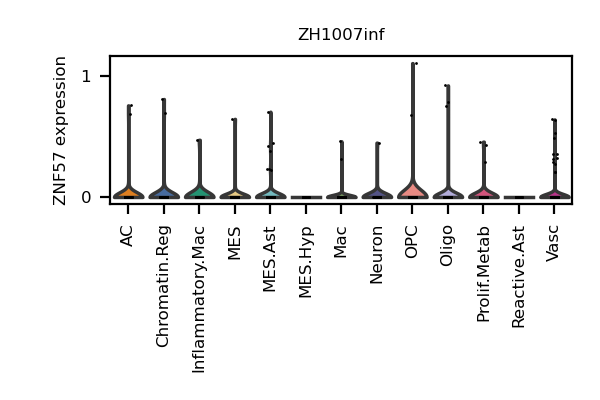 ZH1007inf
ZNF57 expression
1
0
AC
Chromatin.Reg
Inflammatory.Mac
MES
MES.Ast
MES.Hyp
Mac
Neuron
OPC
Oligo
Prolif.Metab
Reactive.Ast
Vasc